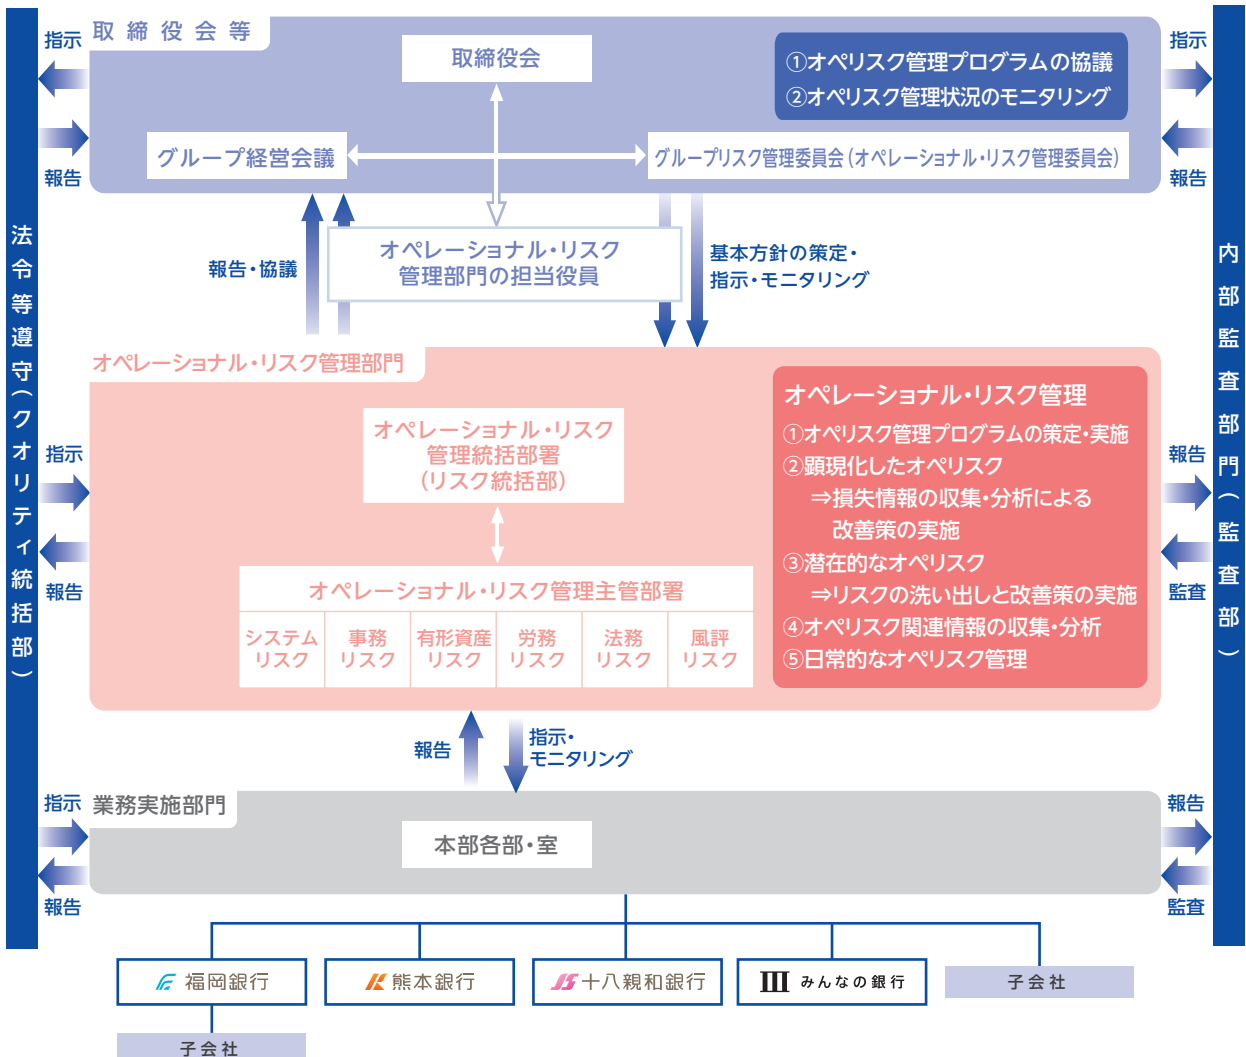 取締役会等
取締役会
①オペリスク管理プログラムの協議
②オペリスク管理状況のモニタリング
グループ経営会議
グループリスク管理委員会(オペレーショナル・リスク管理委員会)
指示
報告
指示
報告
法令等遵守(クオリティ統括部)
内部監査部門(監査部)
報告・協議
オペレーショナル・リスク
管理部門の担当役員
基本方針の策定・
指示・モニタリング
オペレーショナル・リスク管理部門
オペレーショナル・リスク
管理統括部署
(リスク統括部)
オペレーショナル・リスク管理主管部署
システム
リスク
事務
リスク
有形資産
リスク
労務
リスク
法務
リスク
風評
リスク
オペレーショナル・リスク管理
①オペリスク管理プログラムの策定・実施
②顕現化したオペリスク
⇒損失情報の収集・分析による
改善策の実施
③潜在的なオペリスク
⇒リスクの洗い出しと改善策の実施
④オペリスク関連情報の収集・分析
⑤日常的なオペリスク管理
指示
報告
報告
監査
報告
指示・
モニタリング
業務実施部門
本部各部・室
指示
報告
報告
監査
福岡銀行
熊本銀行
十八親和銀行
みんなの銀行
子会社
子会社